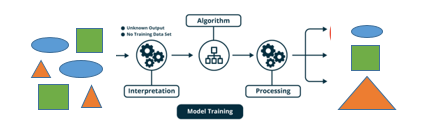 Algorithm
Unknown Output
No Training Data Set
Interpretation
Processing
Model Training